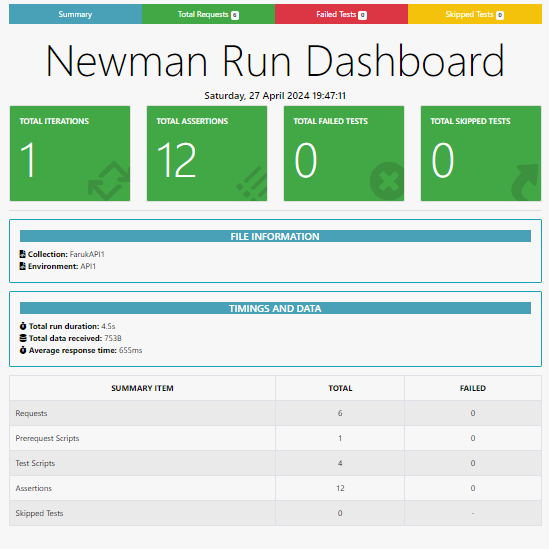 Summary Total Requests 6 Failed Tests 0 Skipped Tests 0
Newman Run Dashboard
Saturday, 27 April 2024 19:47:11
TOTAL ITERATIONS TOTAL ASSERTIONS TOTAL FAILED TESTS TOTAL SKIPPED TESTS
1 12 0 0
FILE INFORMATION
Collection: FarukAPI1
Environment: API1
TIMINGS AND DATA
Total run duration: 4.5s
Total data received: 753B
Average response time: 655ms
SUMMARY ITEM TOTAL FAILED
Requests 6 0
Prerequest Scripts 1 0
Test Scripts 4 0
Assertions 12 0
Skipped Tests 0 -